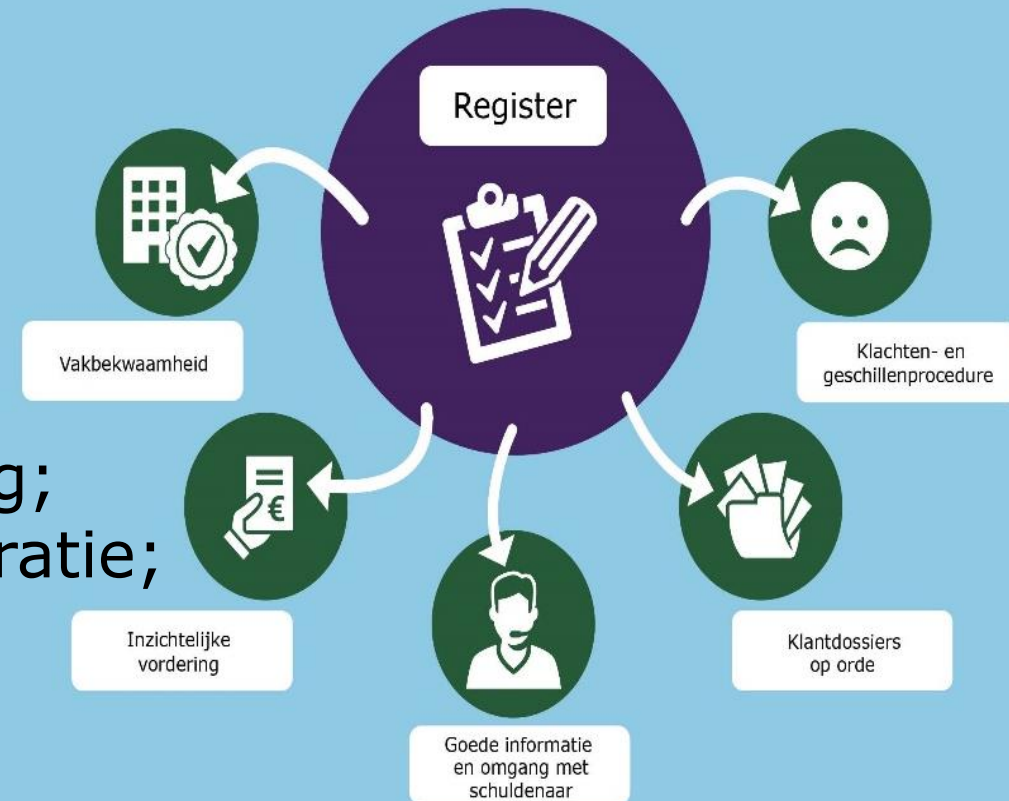 Register
Vakbekwaamheid
Klachten- en
geschillenprocedure
g;
ratie;
Inzichtelijke
vordering
Klantdossiers
op orde
Goede informatie
en omgang met
schuldenaar
€